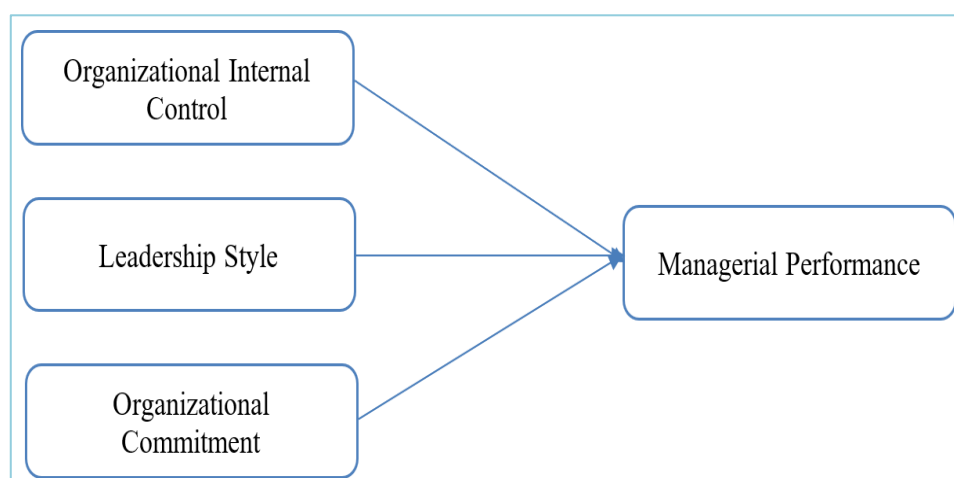 Organizational Internal
Control
Leadership Style
Managerial Performance
Organizational
Commitment